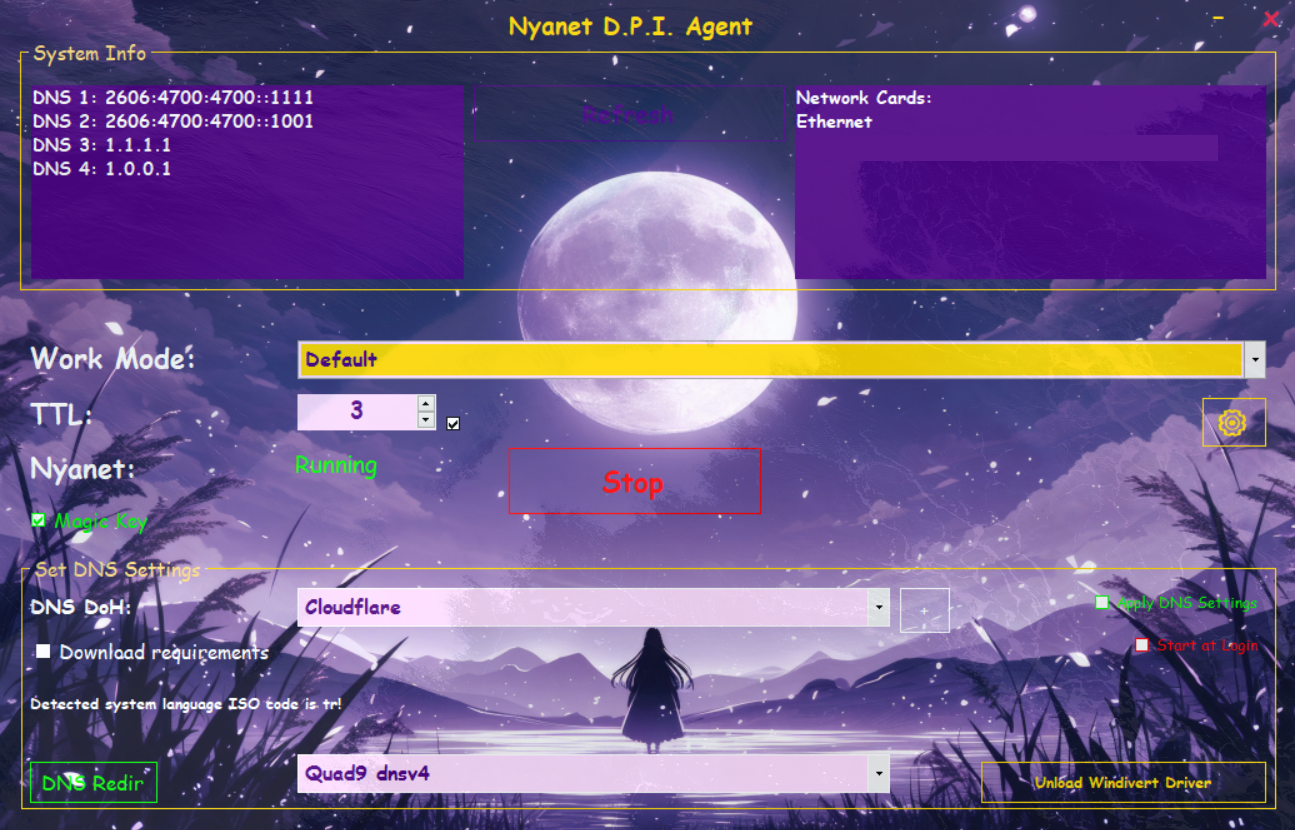 Nyanet D.P.I. Agent
System Info
DNS 1: 2606:4700:4700::1111
DNS 2: 2606:4700:4700::1001
DNS 3: 1.1.1.1
DNS 4: 1.0.0.1
Refresh
Network Cards:
Ethernet
Work Mode:
Default
TTL:
3
Nyanet:
Running
Stop
Magic Key
Set DNS Settings
DNS DoH:
Cloudflare
+
Apply DNS Settings
Download requirements
Start at Login
Detected system language ISO code is tr!
DNS Redir
Quad9 dnsv4
Unload Windivert Driver